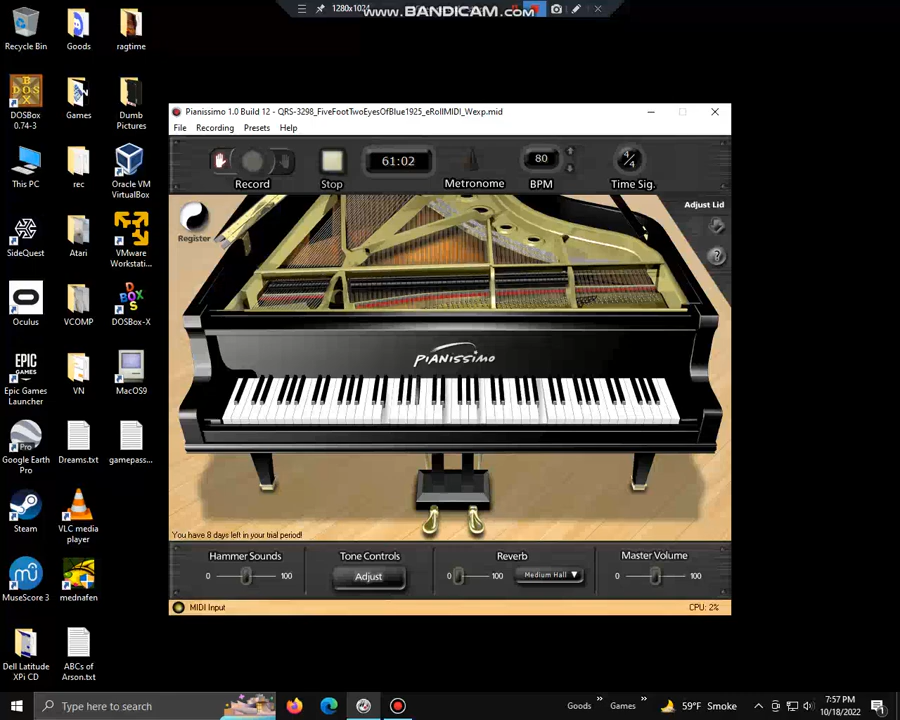 1280x1024
www.BANDICAM.com
Recycle Bin
Goods
ragtime
DOSBox
0.74-3
Games
Dumb
Pictures
This PC
rec
Oracle VM
VirtualBox
SideQuest
Atari
VMware
Workstati...
Oculus
VCOMP
DOSBox-X
Epic Games
Launcher
VN
MacOS9
Google Earth
Pro
Dreams.txt
gamepass...
Steam
VLC media
player
MuseScore 3
mednafen
Dell Latitude
XPi CD
ABCs of
Arson.txt
Pianissimo 1.0 Build 12 - QRS-3298_FiveFootTwoEyesOfBlue1925_eRollMIDI_Wexp.mid
File Recording Presets Help
Record
Stop
61:02
Metronome
80
BPM
4/4
Time Sig.
Register
Adjust Lid
?
PIANISSIMO
You have 8 days left in your trial period!
Hammer Sounds
0 100
Tone Controls
Adjust
Reverb
0 100
Medium Hall
Master Volume
0 100
MIDI Input
CPU: 2%
Type here to search
Goods
Games
59°F Smoke
7:57 PM
10/18/2022